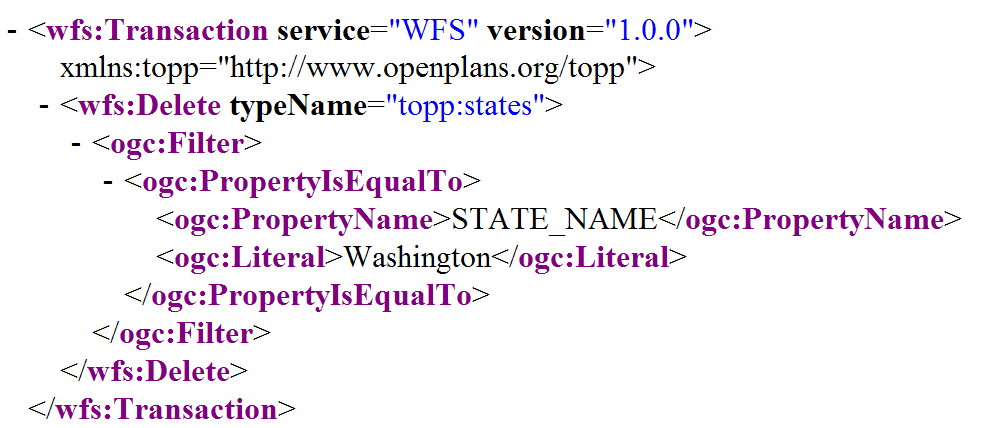 - <wfs:Transaction service="WFS" version="1.0.0">
xmlns:topp="http://www.openplans.org/topp">
- <wfs:Delete typeName="topp:states">
- <ogc:Filter>
- <ogc:PropertyIsEqualTo>
<ogc:PropertyName>STATE_NAME</ogc:PropertyName>
<ogc:Literal>Washington</ogc:Literal>
</ogc:PropertyIsEqualTo>
</ogc:Filter>
</wfs:Delete>
</wfs:Transaction>